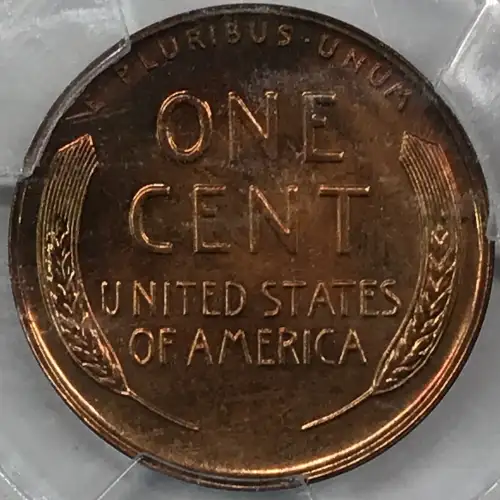 E PLURIBUS · UNUM
ONE
CENT
UNITED STATES
OF AMERICA